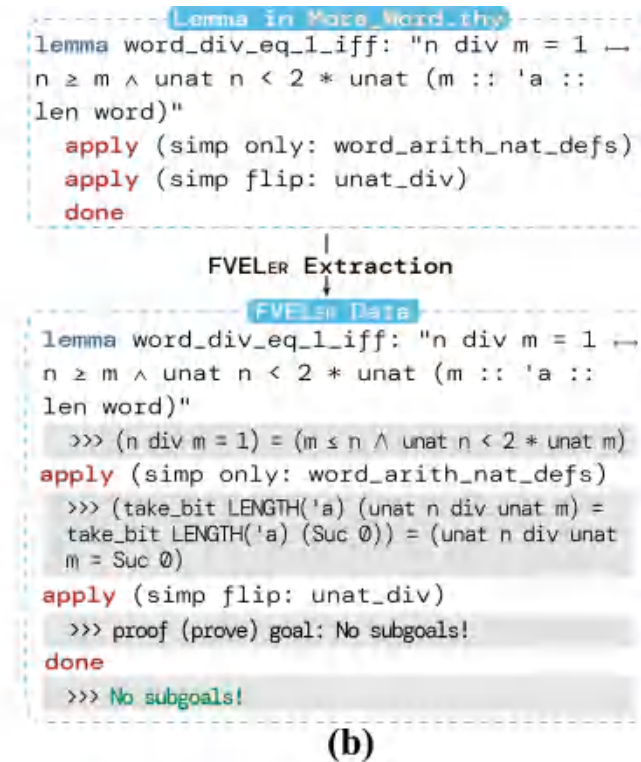 Lemma in More_Word.thy
lemma word_div_eq_1_iff: "n div m = 1 ⟷
n ≥ m ∧ unat n < 2 * unat (m :: 'a ::
len word)"
apply (simp only: word_arith_nat_defs)
apply (simp flip: unat_div)
done
FVELER Extraction
FVELER Data
lemma word_div_eq_1_iff: "n div m = 1 ⟷
n ≥ m ∧ unat n < 2 * unat (m :: 'a ::
len word)"
>>> (n div m = 1) = (m ≤ n ∧ unat n < 2 * unat m)
apply (simp only: word_arith_nat_defs)
>>> (take_bit LENGTH('a) (unat n div unat m) =
take_bit LENGTH('a) (Suc 0)) = (unat n div unat
m = Suc 0)
apply (simp flip: unat_div)
>>> proof (prove) goal: No subgoals!
done
>>> No subgoals!
(b)